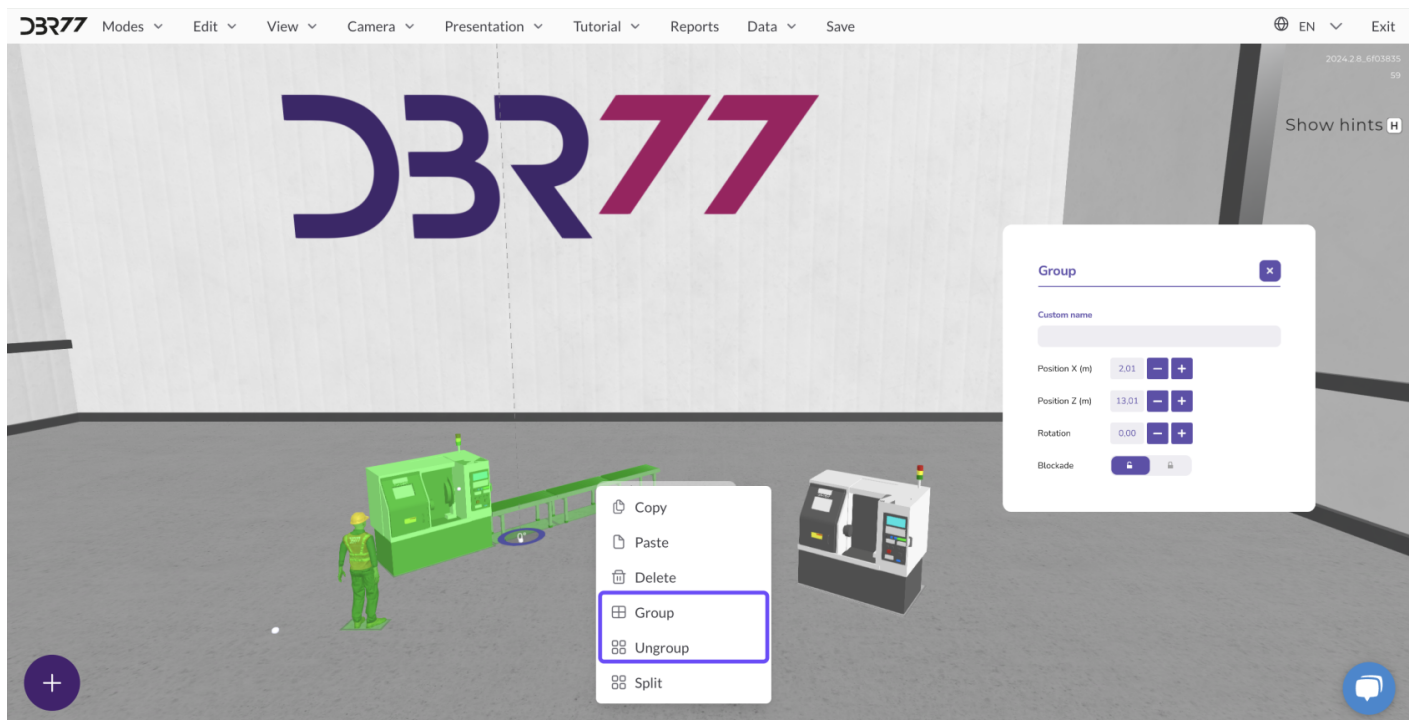 DBR77 Modes Edit View Camera Presentation Tutorial Reports Data Save EN Exit
2024.2.8_6f03835
59
Show hints H
DBR77
Group
Custom name
Position X (m) 2,01
Position Z (m) 13,01
Rotation 0,00
Blockade
Copy
Paste
Delete
Group
Ungroup
Split